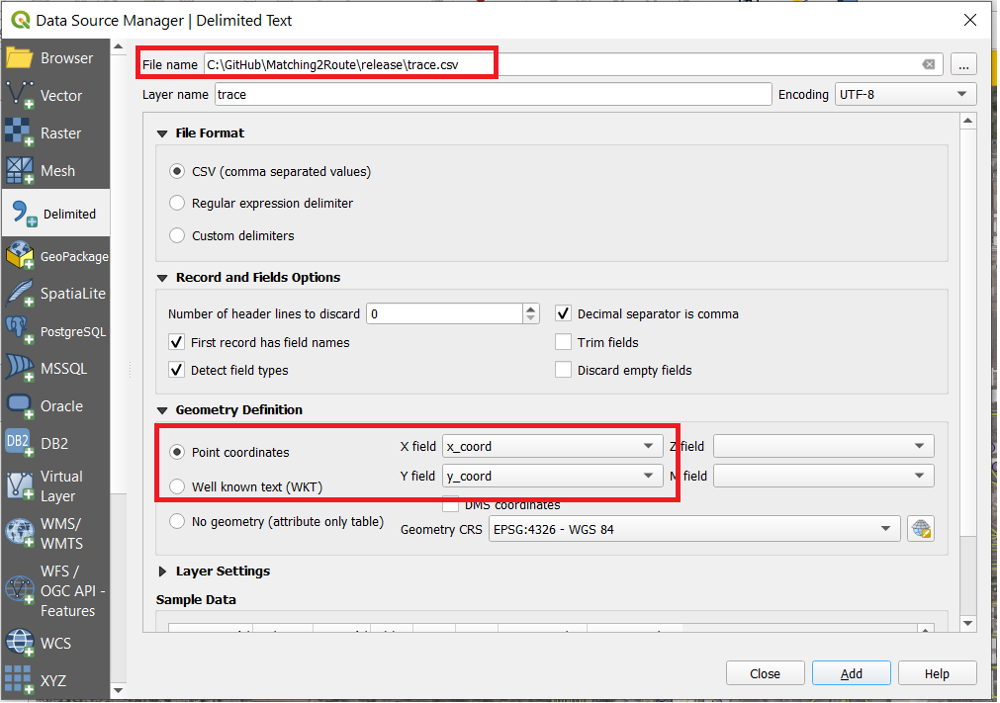 Data Source Manager | Delimited Text
Browser
Vector
Raster
Mesh
Delimited
GeoPackage
SpatiaLite
PostgreSQL
MSSQL
Oracle
DB2
DB2
Virtual
Layer
WMS/
WMTS
WFS /
OGC API -
Features
WCS
XYZ
File name C:\GitHub\Matching2Route\release\trace.csv ...
Layer name trace Encoding UTF-8
File Format
CSV (comma separated values)
Regular expression delimiter
Custom delimiters
Record and Fields Options
Number of header lines to discard 0 Decimal separator is comma
First record has field names Trim fields
Detect field types Discard empty fields
Geometry Definition
Point coordinates X field x_coord Z field
Well known text (WKT) Y field y_coord M field
DMS coordinates
No geometry (attribute only table) Geometry CRS EPSG:4326 - WGS 84
Layer Settings
Sample Data
Close Add Help